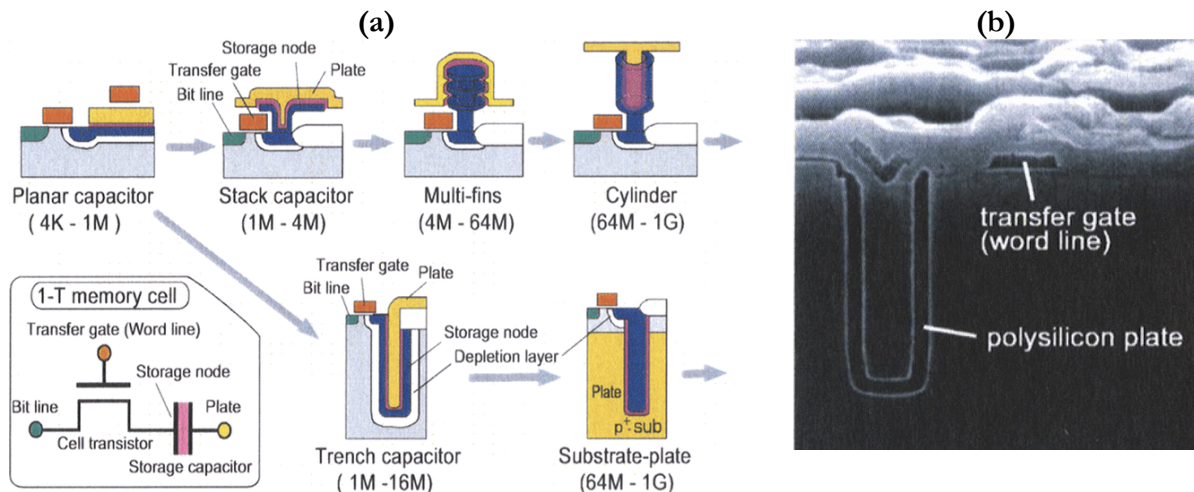 (a)
(b)
Storage node
Transfer gate
Plate
Bit line
Planar capacitor
(4K - 1M )
Stack capacitor
(1M - 4M)
Multi-fins
(4M - 64M)
Cylinder
(64M - 1G)
1-T memory cell
Transfer gate (Word line)
Storage node
Bit line
Plate
Cell transistor
Storage capacitor
Transfer gate
Bit line
Plate
Storage node
Depletion layer
Plate
p+-sub
Trench capacitor
( 1M -16M)
Substrate-plate
(64M - 1G)
transfer gate
(word line)
polysilicon plate